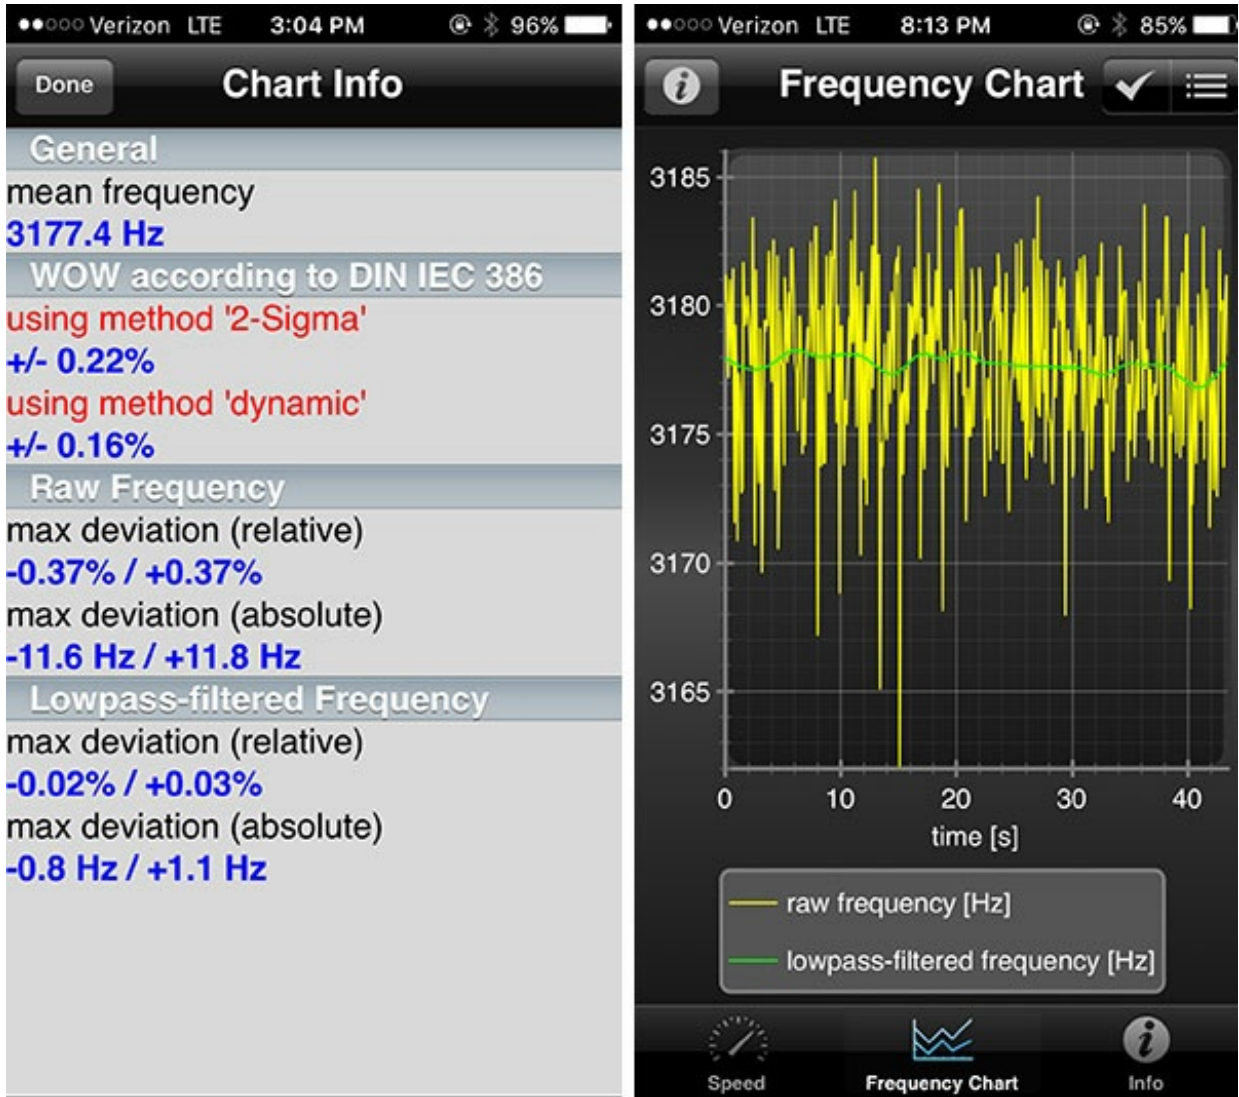 Verizon LTE 3:04 PM 96%
Done Chart Info
General
mean frequency
3177.4 Hz
WOW according to DIN IEC 386
using method '2-Sigma'
+/- 0.22%
using method 'dynamic'
+/- 0.16%
Raw Frequency
max deviation (relative)
-0.37% / +0.37%
max deviation (absolute)
-11.6 Hz / +11.8 Hz
Lowpass-filtered Frequency
max deviation (relative)
-0.02% / +0.03%
max deviation (absolute)
-0.8 Hz / +1.1 Hz
Verizon LTE 8:13 PM 85%
i Frequency Chart
3185
3180
3175
3170
3165
0 10 20 30 40
time [s]
raw frequency [Hz]
lowpass-filtered frequency [Hz]
i
Speed Frequency Chart Info